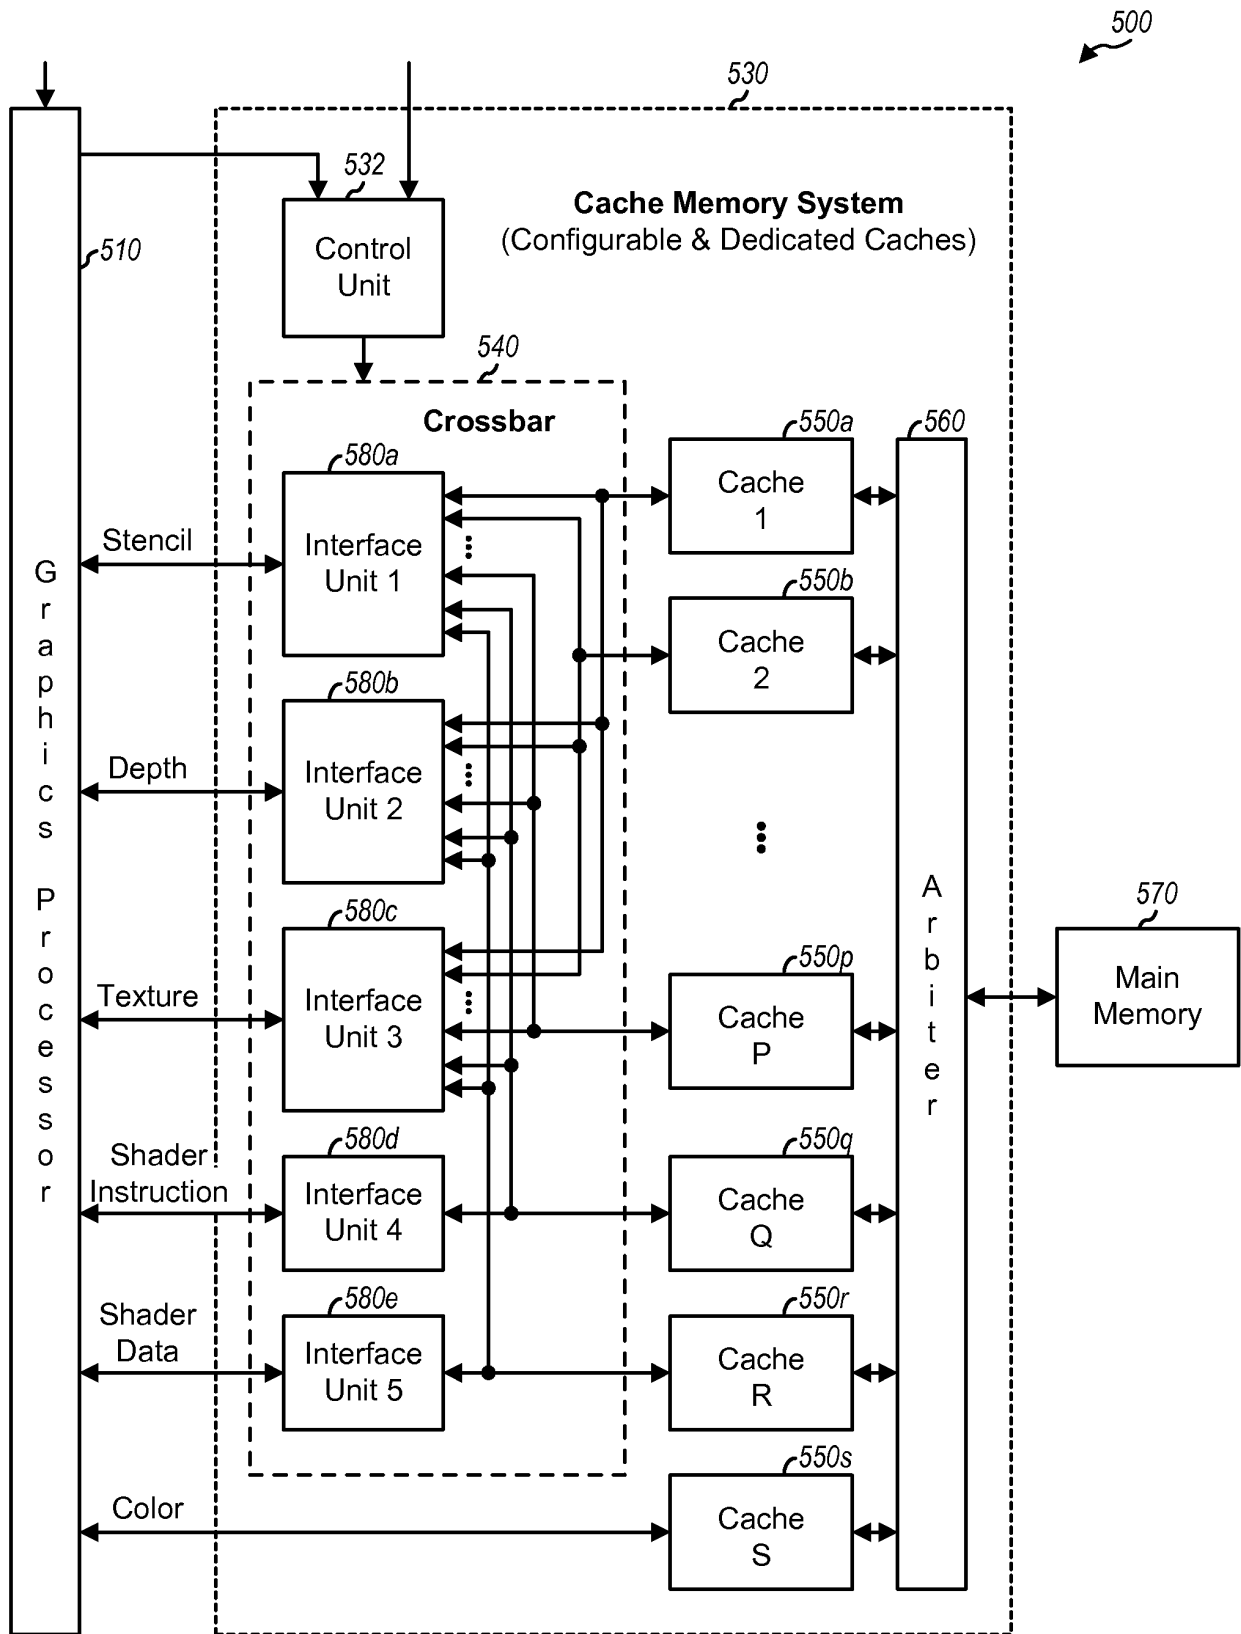 500
530
532
Cache Memory System
(Configurable & Dedicated Caches)
Control
Unit
510
540
Crossbar
550a
560
580a
Cache
1
Interface
Unit 1
Stencil
550b
Cache
2
580b
Interface
Unit 2
Depth
Graphics Processor
580c
Interface
Unit 3
Texture
550p
Cache
P
Arbiter
570
Main
Memory
580d
550q
Shader
Instruction
Interface
Unit 4
Cache
Q
580e
550r
Shader
Data
Interface
Unit 5
Cache
R
550s
Color
Cache
S